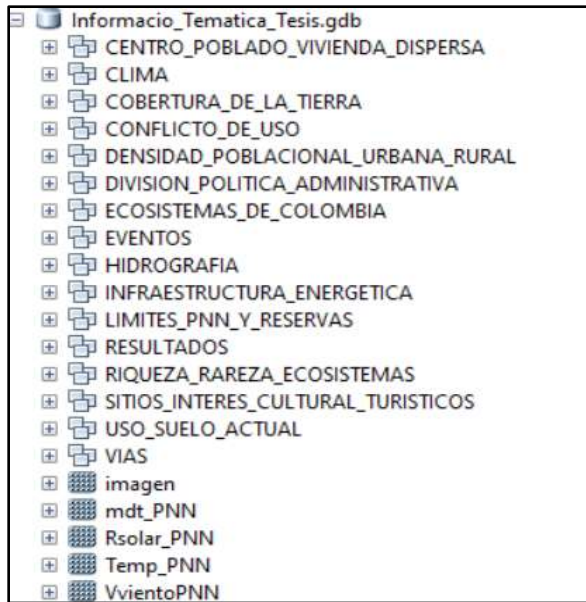 Informacio_Tematica_Tesis.gdb
CENTRO_POBLADO_VIVIENDA_DISPERSA
CLIMA
COBERTURA_DE_LA_TIERRA
CONFLICTO_DE_USO
DENSIDAD_POBLACIONAL_URBANA_RURAL
DIVISION_POLITICA_ADMINISTRATIVA
ECOSISTEMAS_DE_COLOMBIA
EVENTOS
HIDROGRAFIA
INFRAESTRUCTURA_ENERGETICA
LIMITES_PNN_Y_RESERVAS
RESULTADOS
RIQUEZA_RAREZA_ECOSISTEMAS
SITIOS_INTERES_CULTURAL_TURISTICOS
USO_SUELO_ACTUAL
VIAS
imagen
mdt_PNN
Rsolar_PNN
Temp_PNN
VvientoPNN